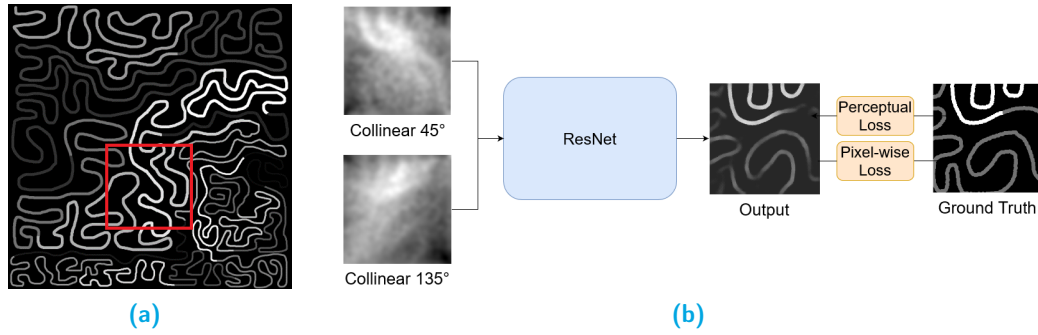 Collinear 45°
Collinear 135°
ResNet
Output
Perceptual
Loss
Pixel-wise
Loss
Ground Truth
(a)
(b)